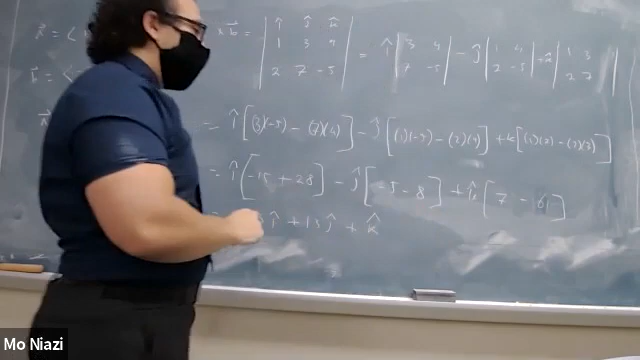 x b = | î ĵ k̂ | = î | 3 4 | - ĵ | 1 4 | + k̂ | 1 3 |
| 1 3 4 | | 7 -5 | | 2 -5 | | 2 7 |
| 2 7 -5 |
= î [(3)(-5) - (7)(4)] - ĵ [(1)(-5) - (2)(4)] + k [(1)(7) - (2)(3)]
= î [-15 + 28] - ĵ [-5 - 8] + k̂ [7 - 6]
î + 13ĵ + k̂
Mo Niazi